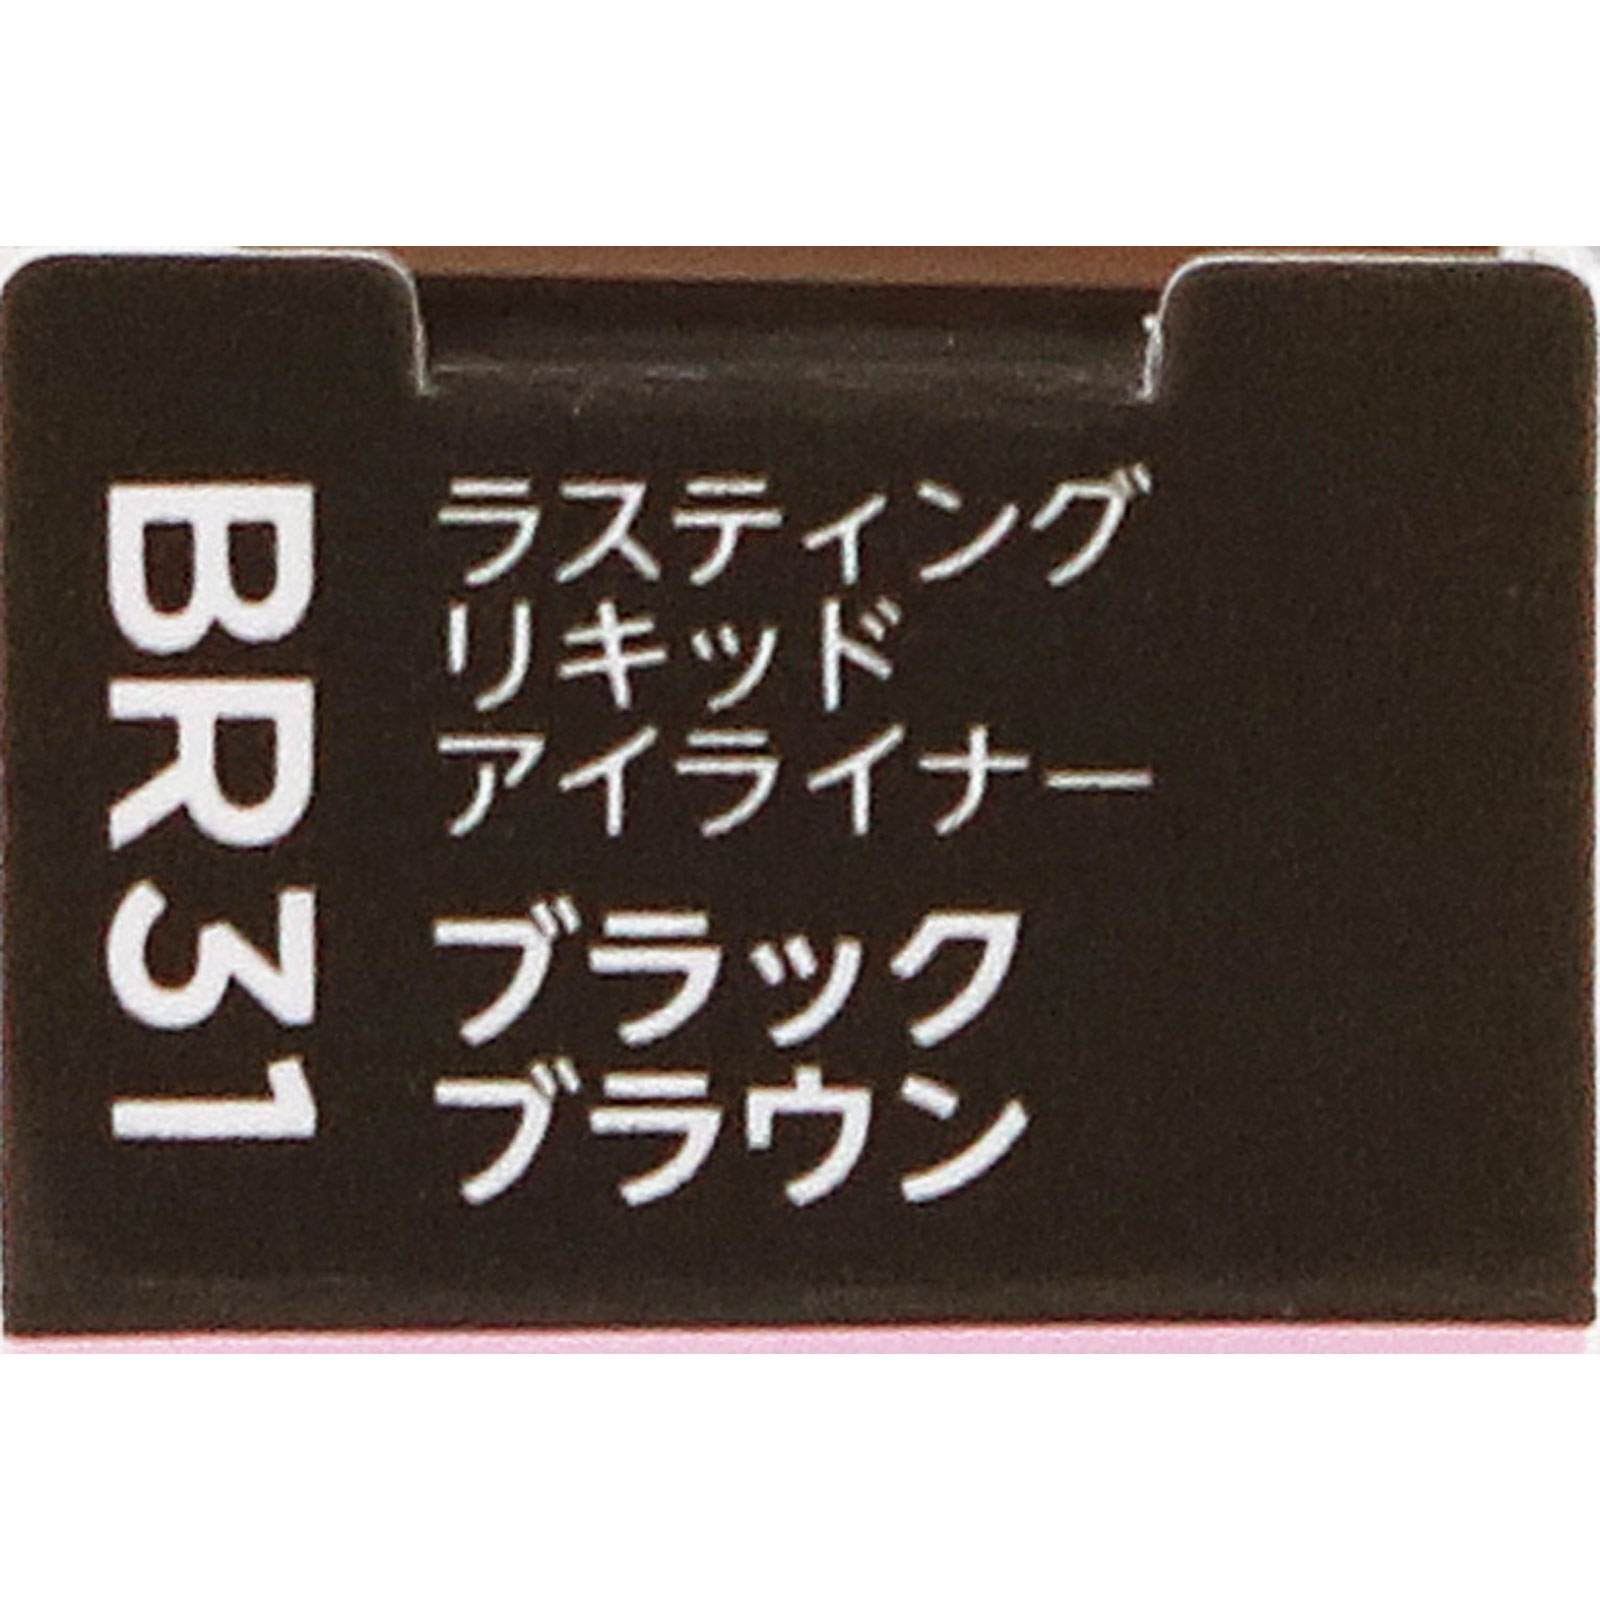 BR31
ラスティング
リキッド
アイライナー
ブラック
ブラウン